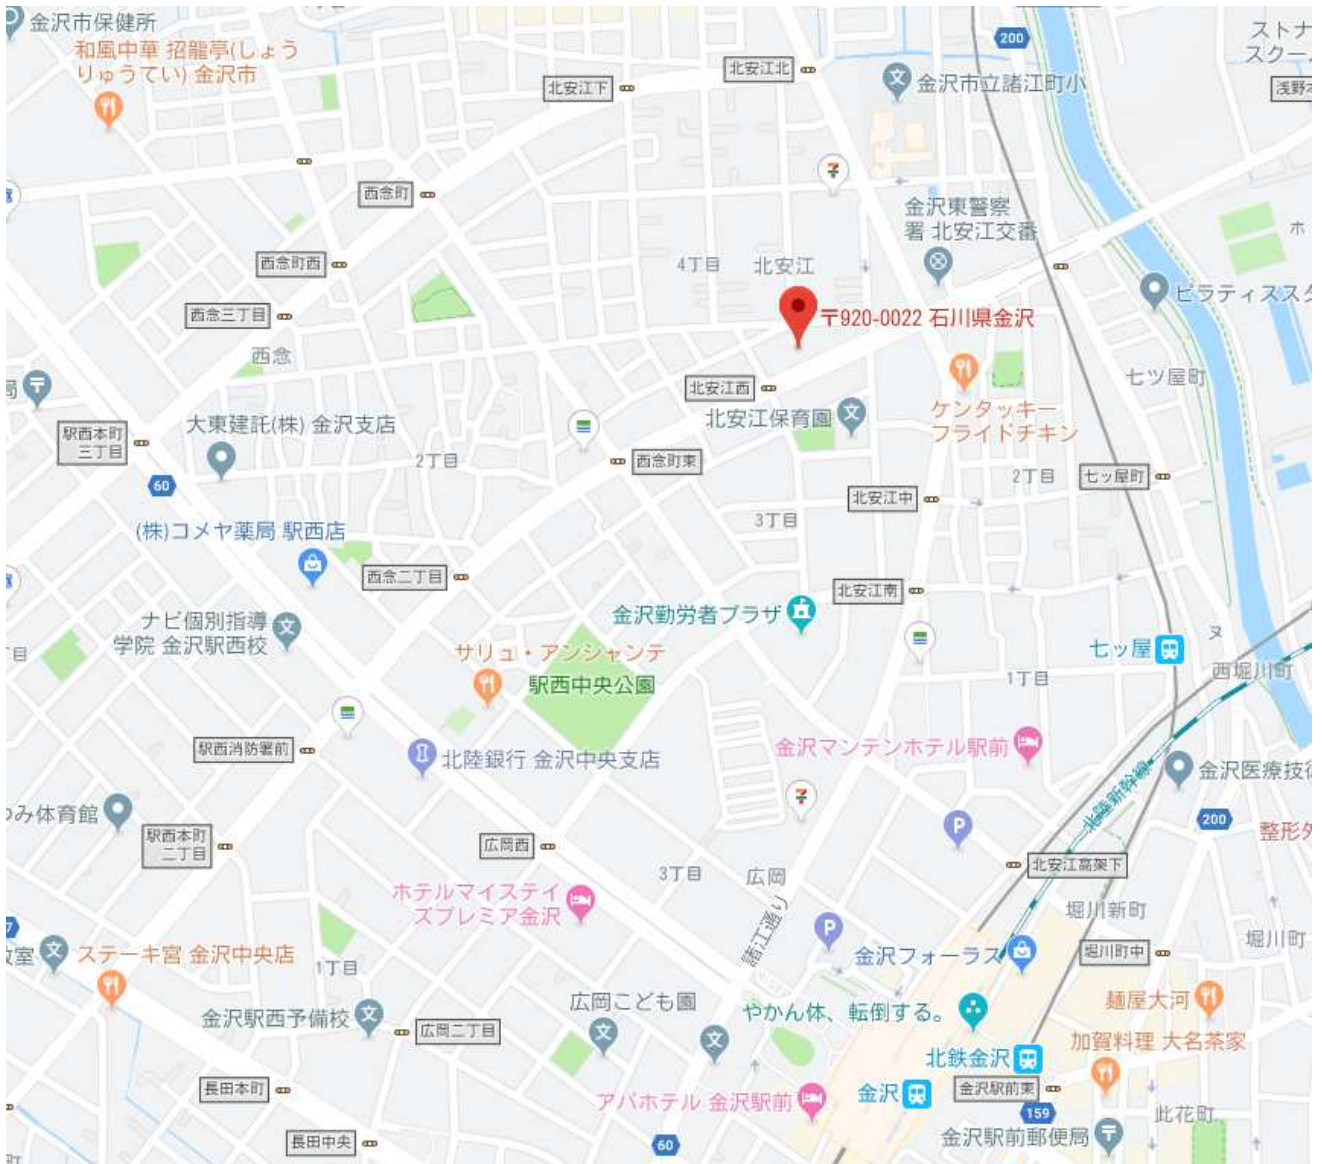 金沢市保健所
和風中華 招龍亭(しょう
りゅうてい) 金沢市
200
ストナ
スクー
北安江北
北安江下
金沢市立諸江町小
浅野本
西念町
金沢東警察
署 北安江交番
ホ
西念町西
4丁目
北安江
ピラティススタ
西念三丁目
〒920-0022 石川県金沢
西念
局
七ツ屋町
北安江西
北安江保育園
ケンタッキー
フライドチキン
大東建託(株) 金沢支店
駅西本町
三丁目
2丁目
西念町東
2丁目
七ッ屋町
60
北安江中
3丁目
(株)コメヤ薬局 駅西店
西念二丁目
北安江南
金沢勤労者プラザ
ナビ個別指導
学院 金沢駅西校
丁目
サリュ・アンシャンテ
駅西中央公園
七ッ屋
ヌ
西堀川町
1丁目
駅西消防署前
北陸銀行 金沢中央支店
金沢マンテンホテル駅前
北陸新幹線
金沢医療技術
み体育館
駅西本町
二丁目
P
200
整形外
広岡西
3丁目
広岡
北安江高架下
ホテルマイステイ
ズプレミア金沢
諸江通り
P
堀川新町
堀川町
教室
ステーキ宮 金沢中央店
1丁目
金沢フォーラス
堀川町中
金沢駅西予備校
広岡二丁目
広岡こども園
やかん体、転倒する。
麺屋大河
加賀料理 大名茶家
北鉄金沢
長田本町
アパホテル 金沢駅前
金沢
金沢駅前東
159
此花町
長田中央
60
金沢駅前郵便局
町